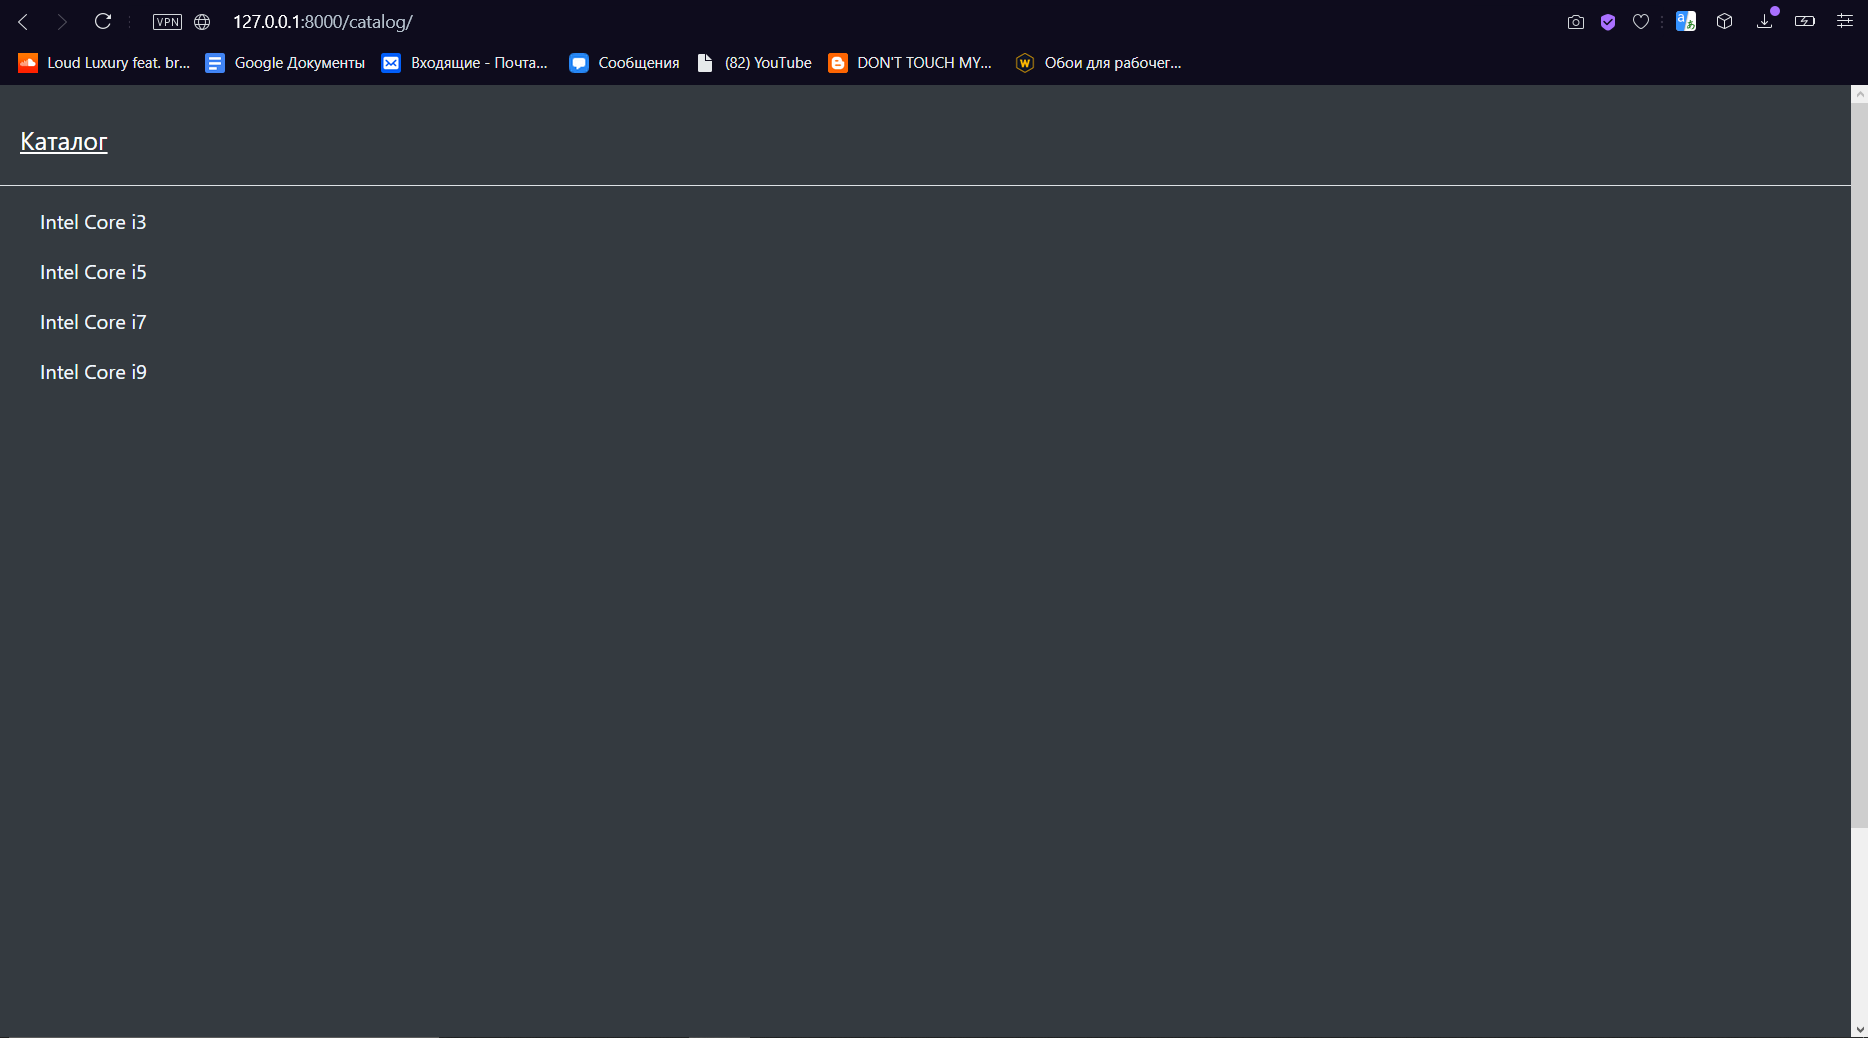 VPN 127.0.0.1:8000/catalog/
Loud Luxury feat. br... Google Документы Входящие - Почта... Сообщения (82) YouTube DON'T TOUCH MY... Обои для рабочег...
Каталог
Intel Core i3
Intel Core i5
Intel Core i7
Intel Core i9